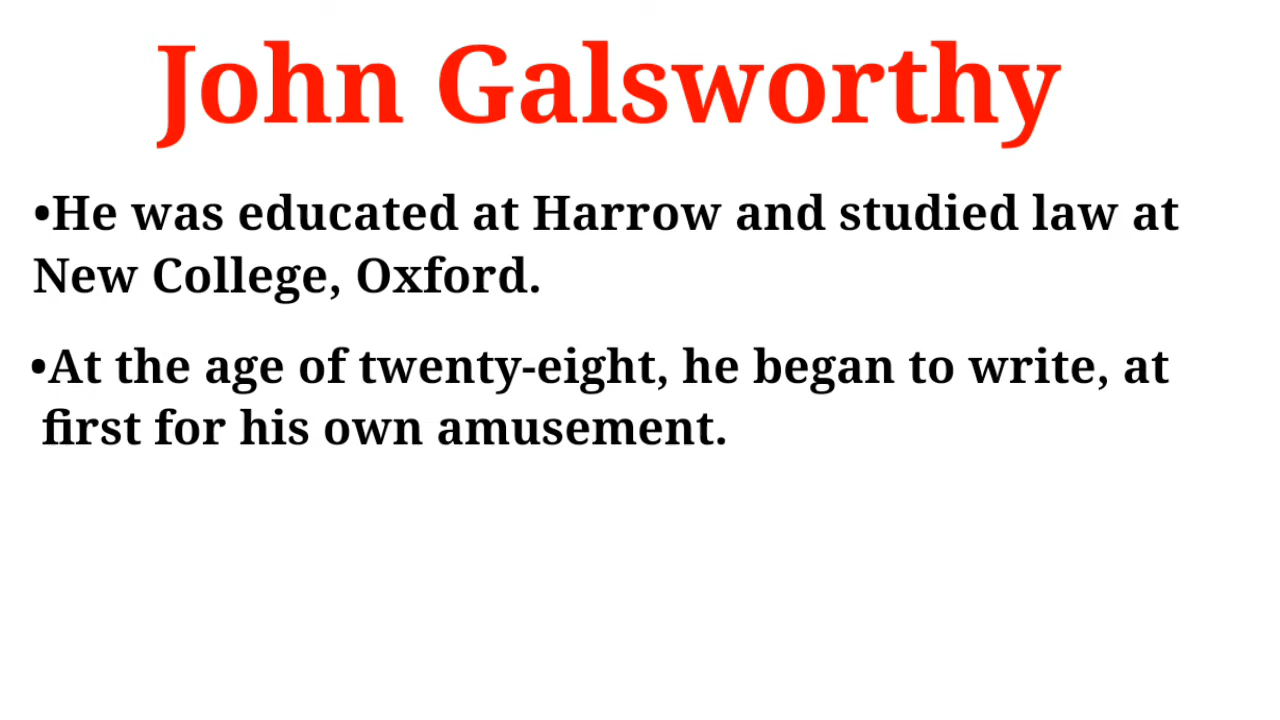 John Galsworthy
•He was educated at Harrow and studied law at
New College, Oxford.
•At the age of twenty-eight, he began to write, at
first for his own amusement.